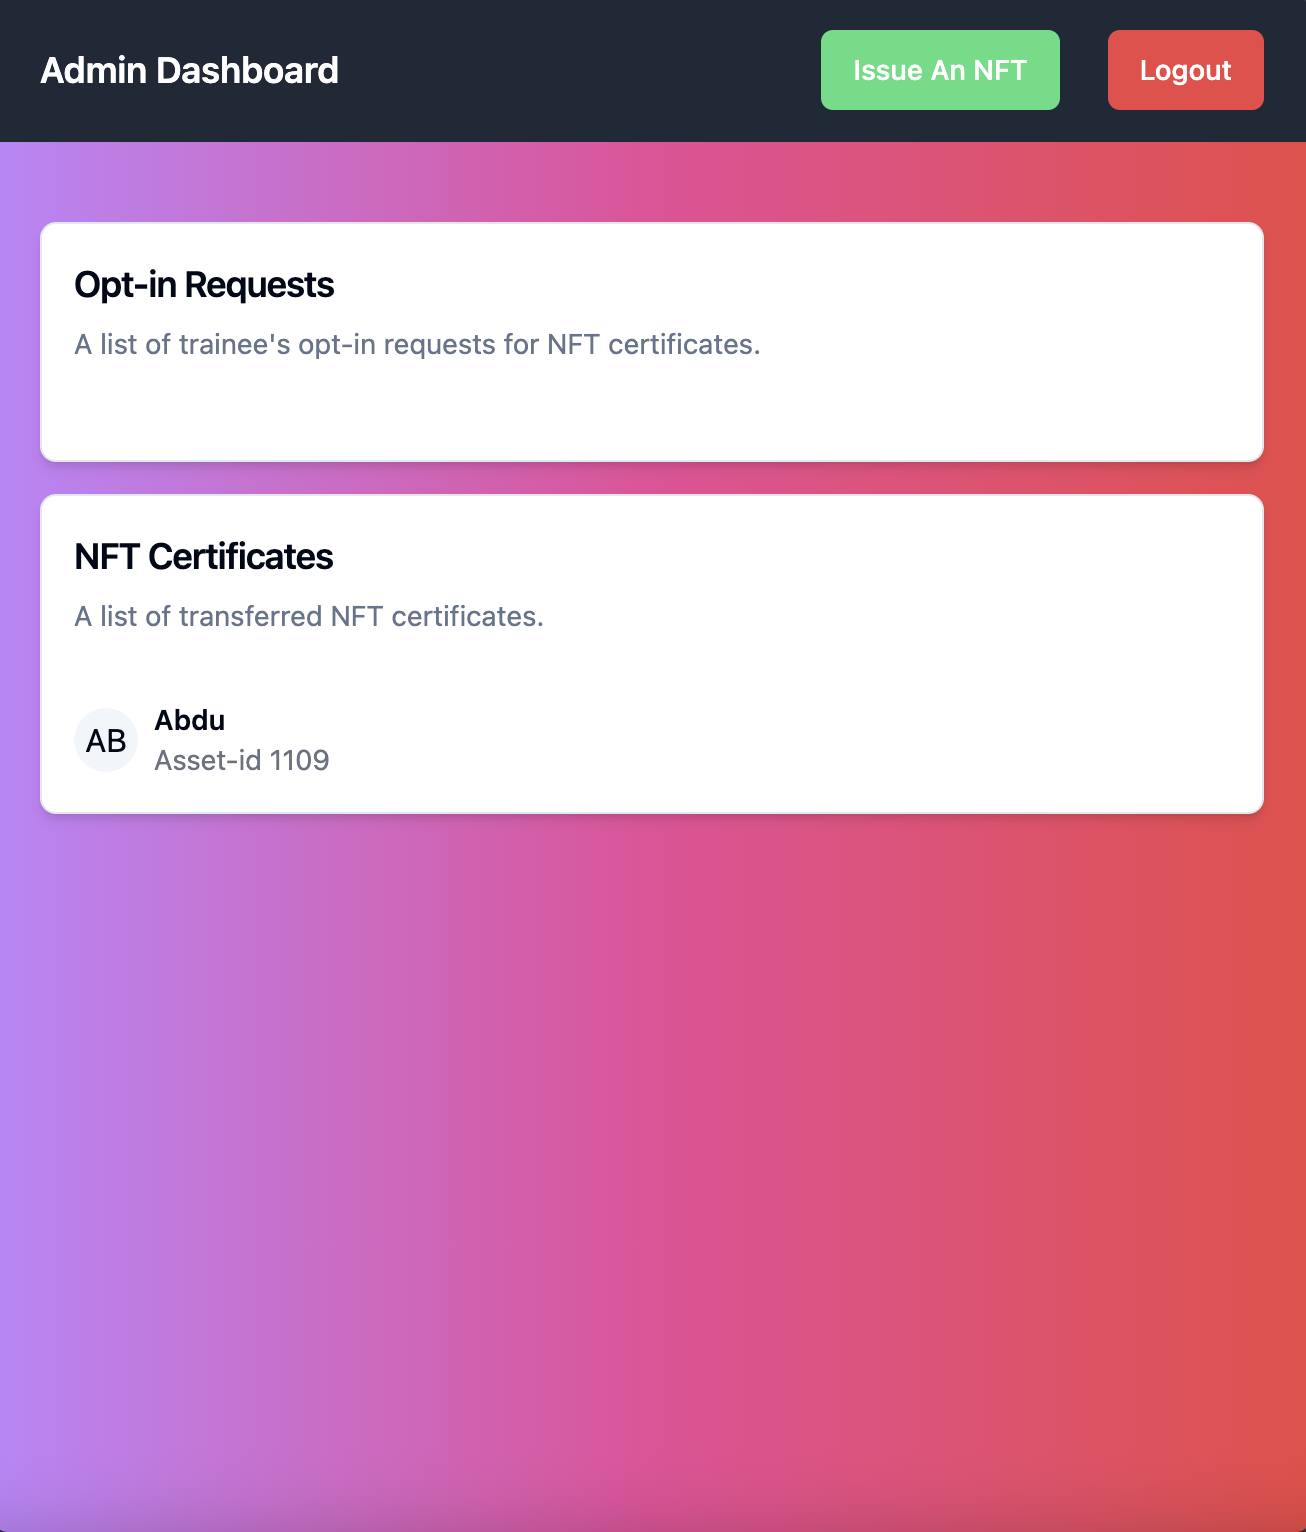 Admin Dashboard
Issue An NFT
Logout
Opt-in Requests
A list of trainee's opt-in requests for NFT certificates.
NFT Certificates
A list of transferred NFT certificates.
AB
Abdu
Asset-id 1109